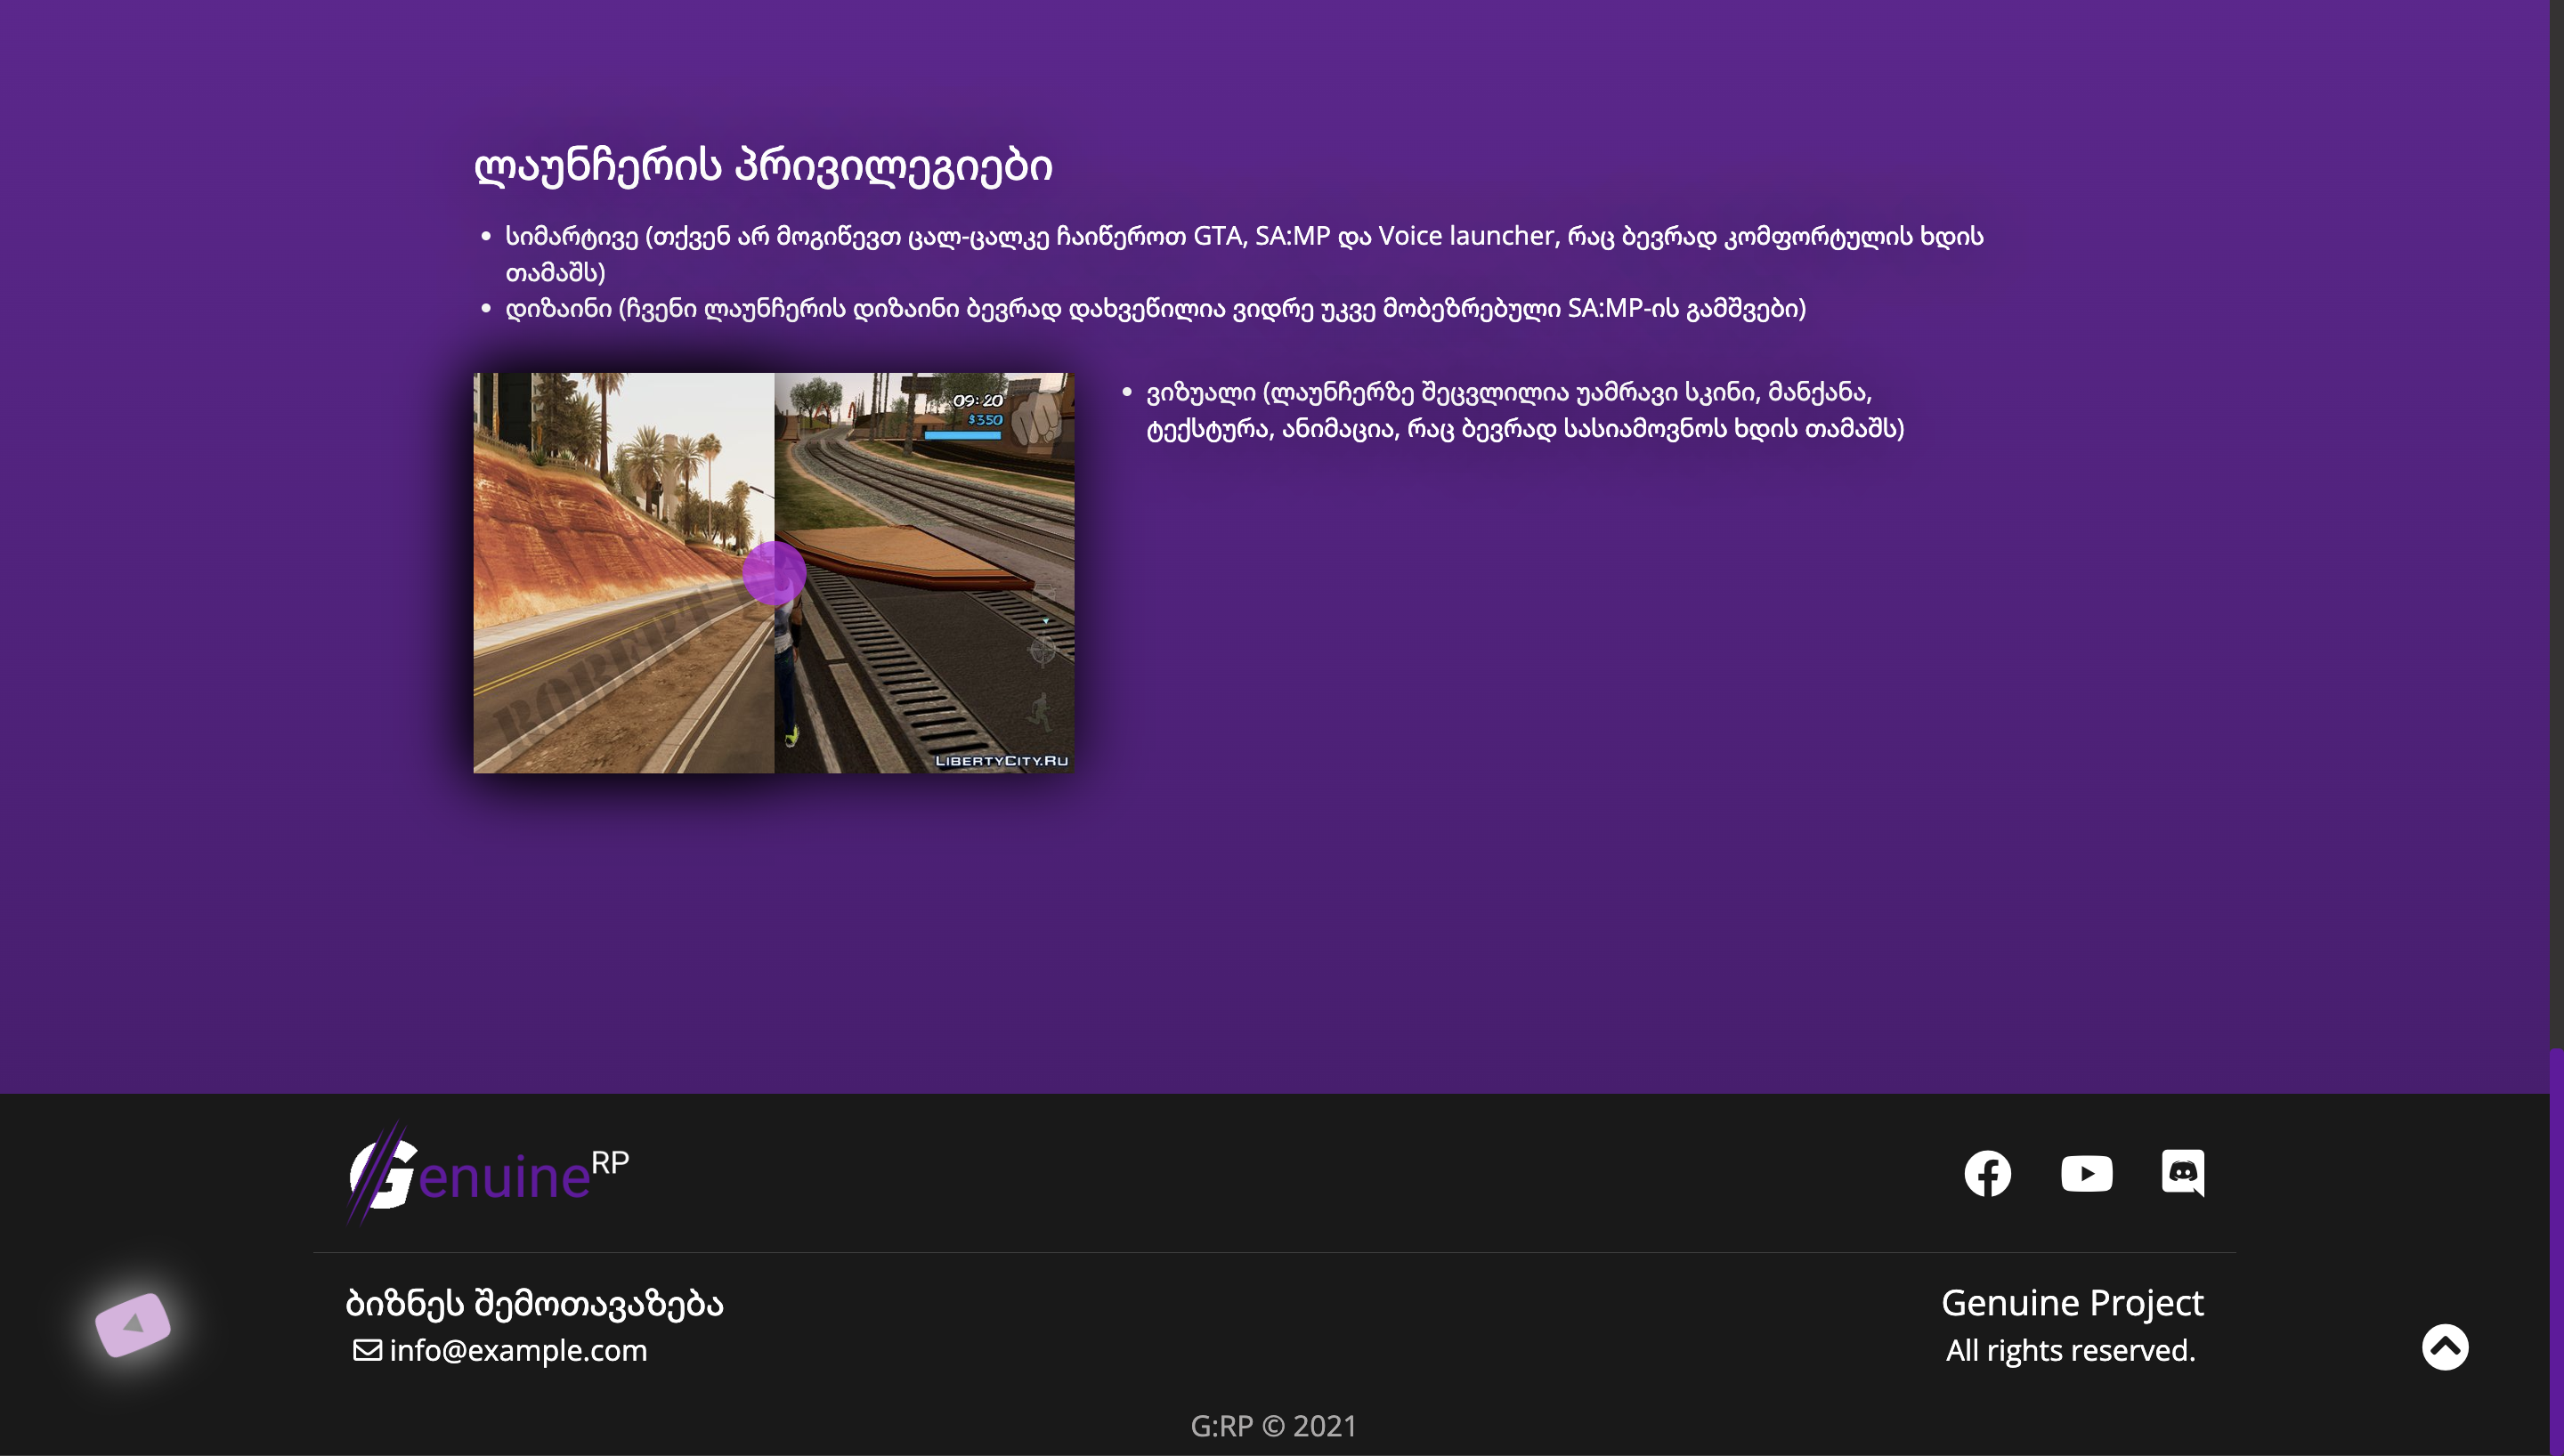 ლაუნჩერის პრივილეგიები
სიმარტივე (თქვენ არ მოგიწევთ ცალ-ცალკე ჩაიწეროთ GTA, SA:MP და Voice launcher, რაც ბევრად კომფორტულის ხდის
თამაშს)
დიზაინი (ჩვენი ლაუნჩერის დიზაინი ბევრად დახვეწილია ვიდრე უკვე მობეზრებული SA:MP-ის გამშვები)
09:20
$350
ROBERT
LIBERTYCITY.RU
ვიზუალი (ლაუნჩერზე შეცვლილია უამრავი სკინი, მანქანა,
ტექსტურა, ანიმაცია, რაც ბევრად სასიამოვნოს ხდის თამაშს)
Genuine RP
ბიზნეს შემოთავაზება
info@example.com
Genuine Project
All rights reserved.
G:RP © 2021